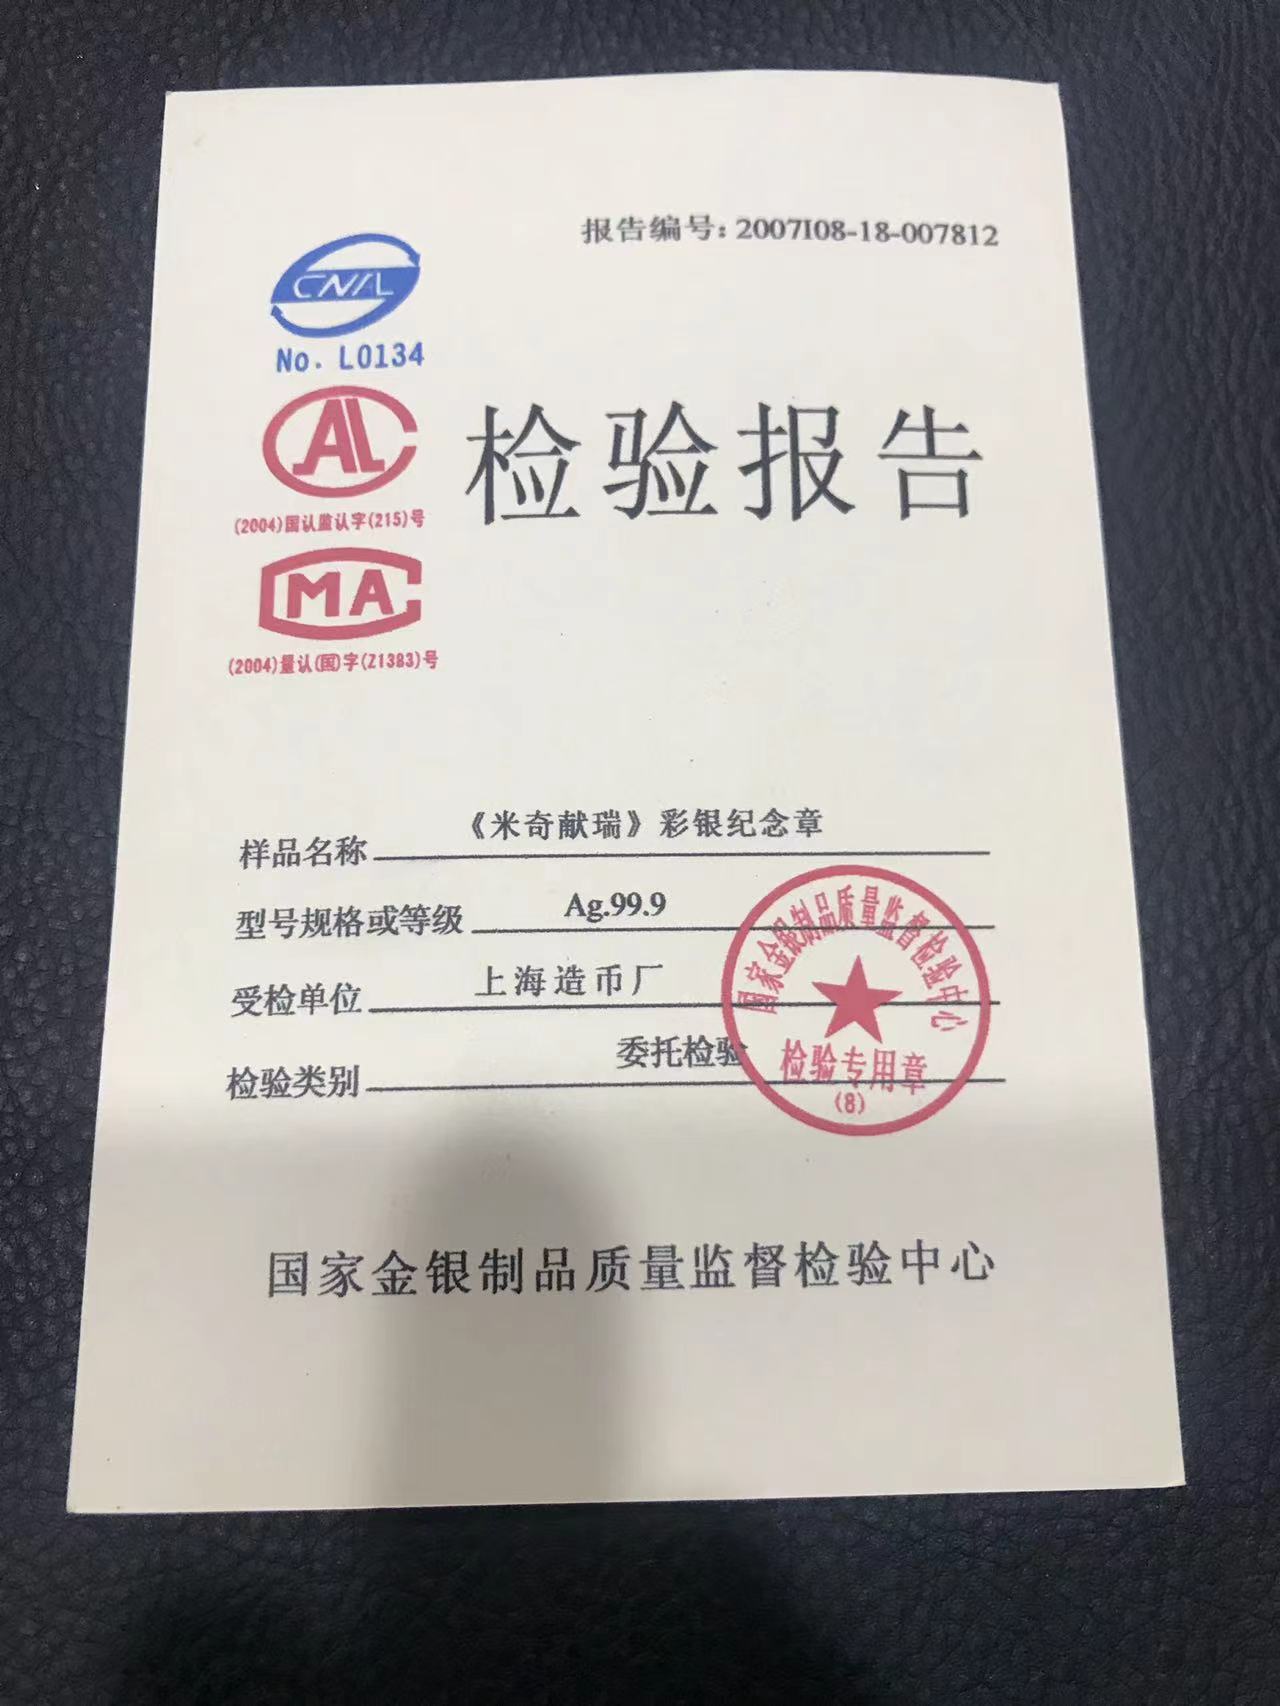 报告编号：2007I08-18-007812
CNAL
No. L0134
CAL
(2004)国认监认字(215)号
CMA
(2004)量认(国)字(Z1383)号
检验报告
样品名称 《米奇献瑞》彩银纪念章
型号规格或等级 Ag.99.9
受检单位 上海造币厂
检验类别 委托检验
国家金银制品质量监督检验中心
检验专用章
(8)
国家金银制品质量监督检验中心